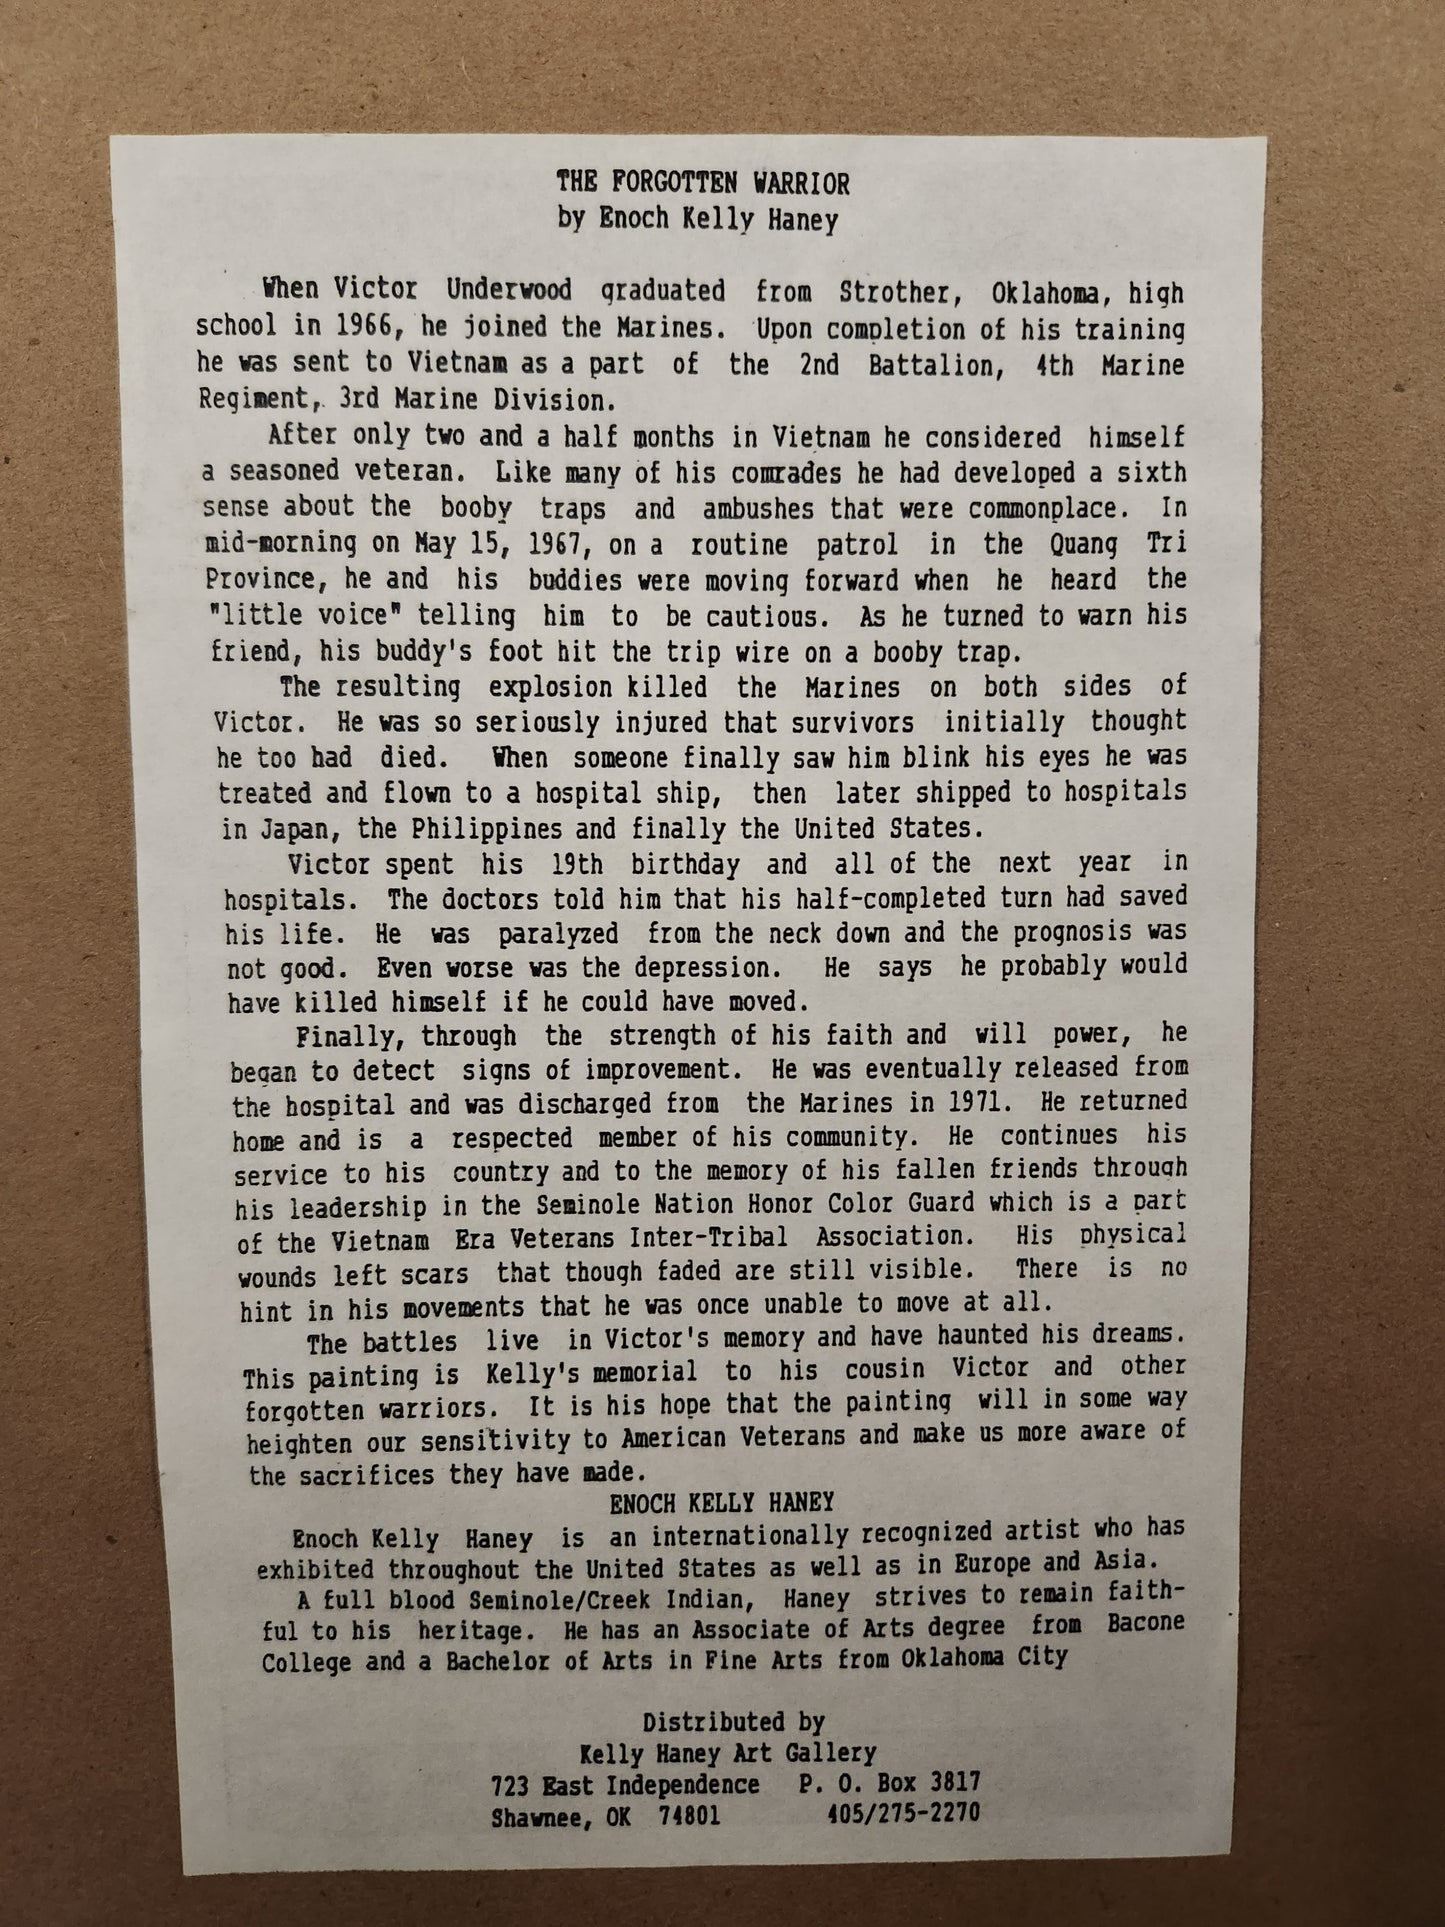 THE FORGOTTEN WARRIOR
by Enoch Kelly Haney
When Victor Underwood graduated from Strother, Oklahoma, high
school in 1966, he joined the Marines. Upon completion of his training
he was sent to Vietnam as a part of the 2nd Battalion, 4th Marine
Regiment, 3rd Marine Division.
After only two and a half months in Vietnam he considered himself
a seasoned veteran. Like many of his comrades he had developed a sixth
sense about the booby traps and ambushes that were commonplace. In
mid-morning on May 15, 1967, on a routine patrol in the Quang Tri
Province, he and his buddies were moving forward when he heard the
"little voice" telling him to be cautious. As he turned to warn his
friend, his buddy's foot hit the trip wire on a booby trap.
The resulting explosion killed the Marines on both sides of
Victor. He was so seriously injured that survivors initially thought
he too had died. When someone finally saw him blink his eyes he was
treated and flown to a hospital ship, then later shipped to hospitals
in Japan, the Philippines and finally the United States.
Victor spent his 19th birthday and all of the next year in
hospitals. The doctors told him that his half-completed turn had saved
his life. He was paralyzed from the neck down and the prognosis was
not good. Even worse was the depression. He says he probably would
have killed himself if he could have moved.
Finally, through the strength of his faith and will power, he
began to detect signs of improvement. He was eventually released from
the hospital and was discharged from the Marines in 1971. He returned
home and is a respected member of his community. He continues his
service to his country and to the memory of his fallen friends through
his leadership in the Seminole Nation Honor Color Guard which is a part
of the Vietnam Era Veterans Inter-Tribal Association. His physical
wounds left scars that though faded are still visible. There is no
hint in his movements that he was once unable to move at all.
The battles live in Victor's memory and have haunted his dreams.
This painting is Kelly's memorial to his cousin Victor and other
forgotten warriors. It is his hope that the painting will in some way
heighten our sensitivity to American Veterans and make us more aware of
the sacrifices they have made.
ENOCH KELLY HANEY
Enoch Kelly Haney is an internationally recognized artist who has
exhibited throughout the United States as well as in Europe and Asia.
A full blood Seminole/Creek Indian, Haney strives to remain faith-
ful to his heritage. He has an Associate of Arts degree from Bacone
College and a Bachelor of Arts in Fine Arts from Oklahoma City
Distributed by
Kelly Haney Art Gallery
723 East Independence P. O. Box 3817
Shawnee, OK 74801 405/275-2270